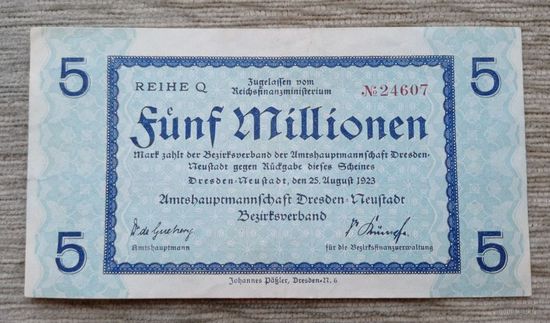 5 5
REIHE Q Zugelassen vom Reichsfinanzministerium № 24607
Fünf Millionen
Mark zahlt der Bezirksverband der Amtshauptmannschaft Dresden-
Neustadt gegen Rückgabe dieses Scheines
Dresden-Neustadt, den 25. August 1923
Amtshauptmannschaft Dresden-Neustadt
Bezirksverband
Amtshauptmann für die Bezirksfinanzverwaltung
5 5
Johannes Päßler, Dresden-N. 6